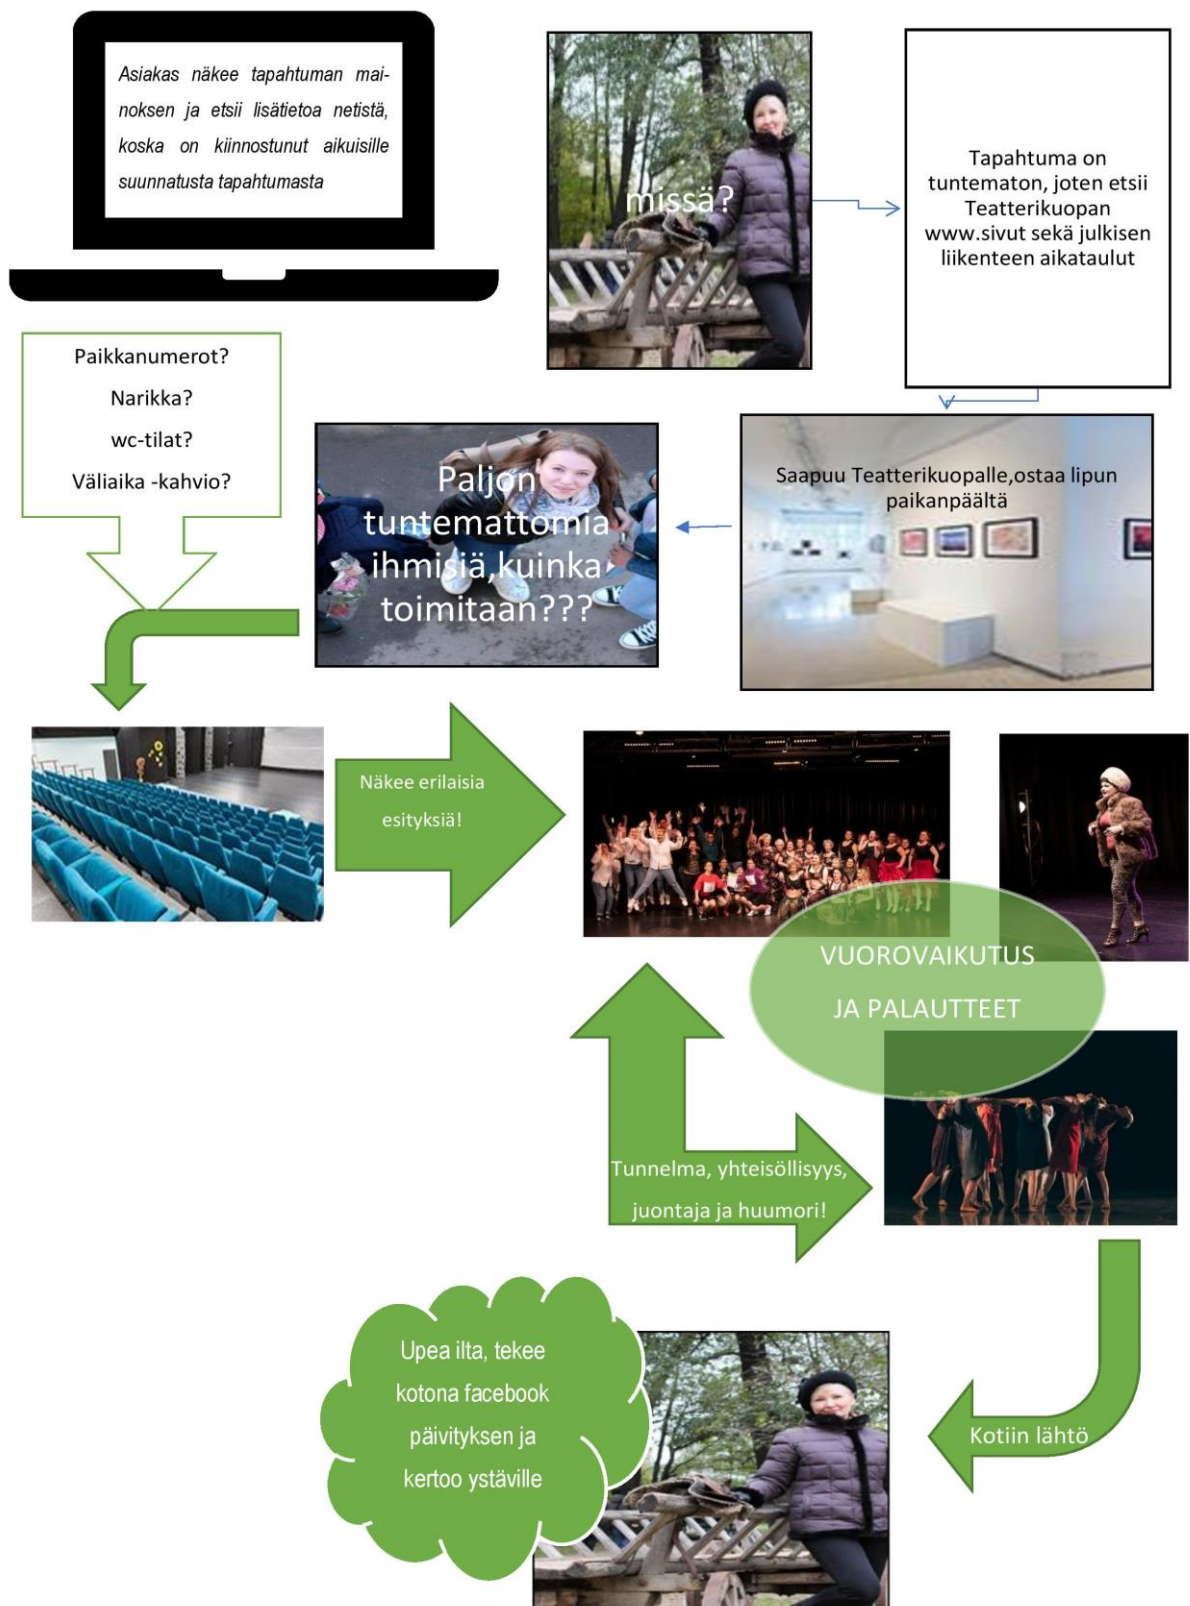 Asiakas näkee tapahtuman mai-
noksen ja etsii lisätietoa netistä,
koska on kiinnostunut aikuisille
suunnatusta tapahtumasta
missä?
Tapahtuma on
tuntematon, joten etsii
Teatterikuopan
www.sivut sekä julkisen
liikenteen aikataulut
Saapuu Teatterikuopalle,ostaa lipun
paikanpäältä
Paljon
tuntemattomia
ihmisiä,kuinka
toimitaan???
Paikkanumerot?
Narikka?
wc-tilat?
Väliaika -kahvio?
Näkee erilaisia
esityksiä!
VUOROVAIKUTUS
JA PALAUTTEET
Tunnelma, yhteisöllisyys,
juontaja ja huumori!
Kotiin lähtö
Upea ilta, tekee
kotona facebook
päivityksen ja
kertoo ystäville